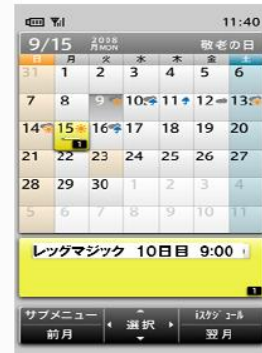 11:40
9/15 2008 月MON 敬老の日
日 月 火 水 木 金 土
31 1 2 3 4 5 6
7 8 9 10 11 12 13
14 15 16 17 18 19 20
1
21 22 23 24 25 26 27
28 29 30 1 2 3 4
5 6 7 8 9 10 11
レッグマジック 10日目 9:00
1
サブメニュー 選択 iスケジュール
前月 翌月